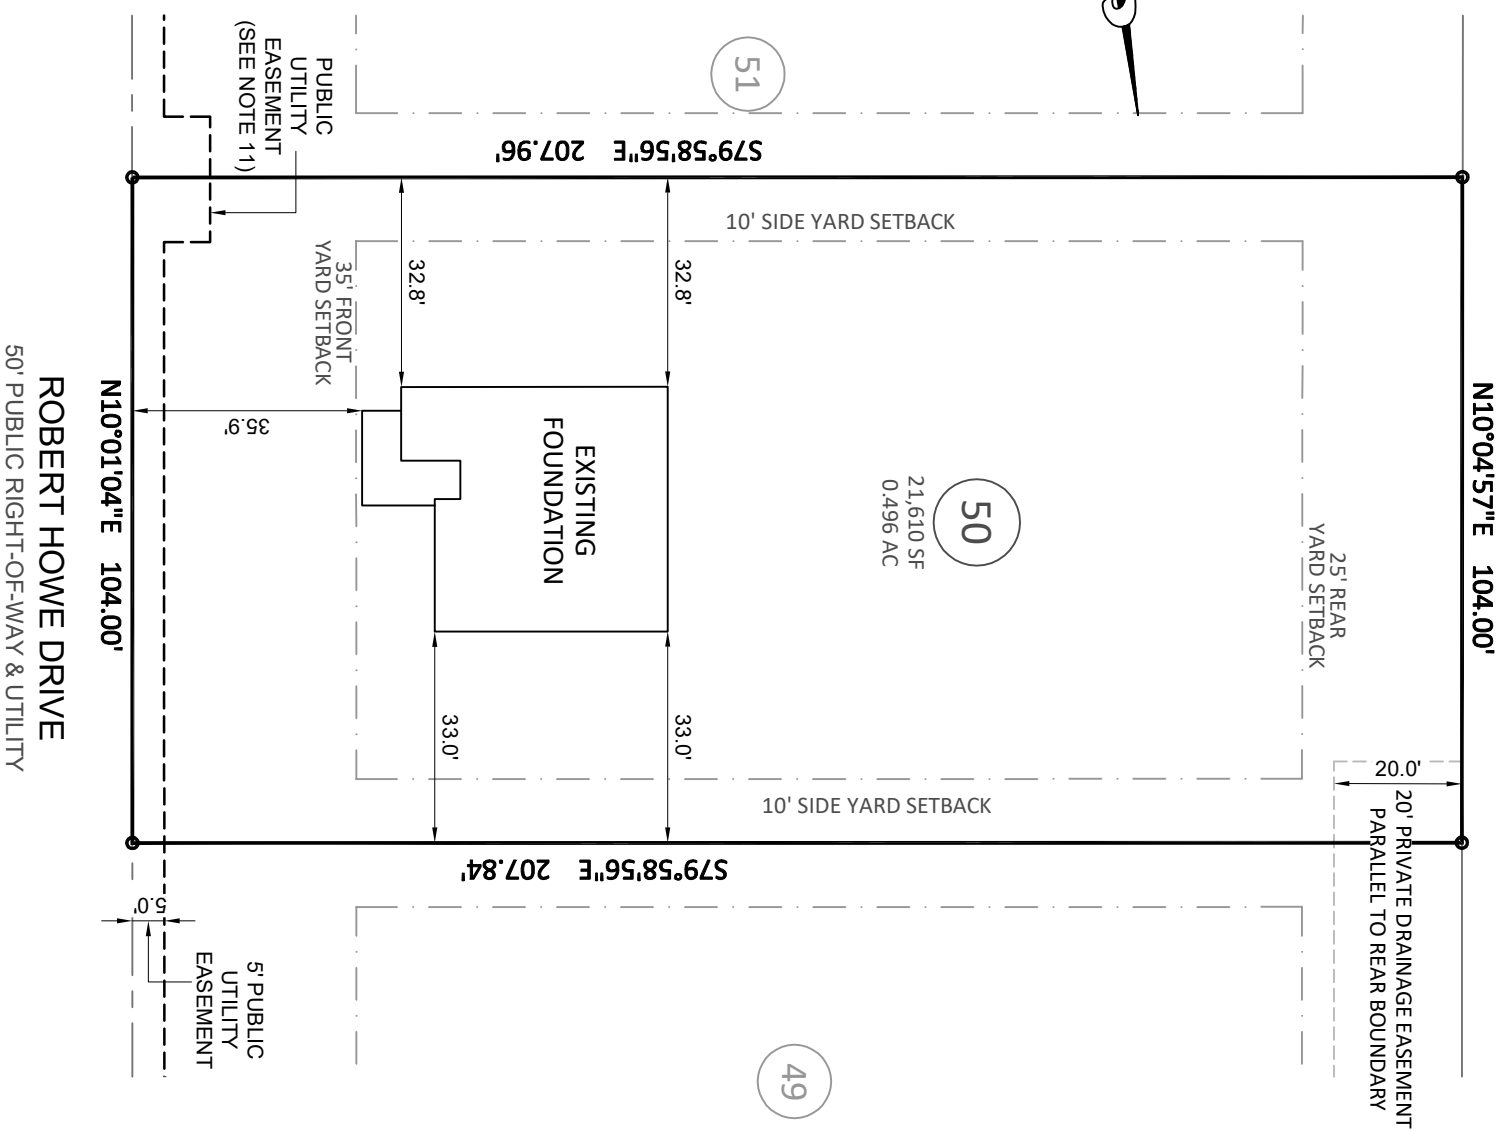 51
PUBLIC
UTILITY
EASEMENT
(SEE NOTE 11)
S79°58'56"E 207.96'
10' SIDE YARD SETBACK
35' FRONT
YARD SETBACK
32.8'
32.8'
35.9'
EXISTING
FOUNDATION
50
21,610 SF
0.496 AC
25' REAR
YARD SETBACK
N10°04'57"E 104.00'
N10°01'04"E 104.00'
ROBERT HOWE DRIVE
50' PUBLIC RIGHT-OF-WAY & UTILITY
33.0'
33.0'
10' SIDE YARD SETBACK
20.0'
20' PRIVATE DRAINAGE EASEMENT
PARALLEL TO REAR BOUNDARY
S79°58'56"E 207.84'
5.0'
5' PUBLIC
UTILITY
EASEMENT
49